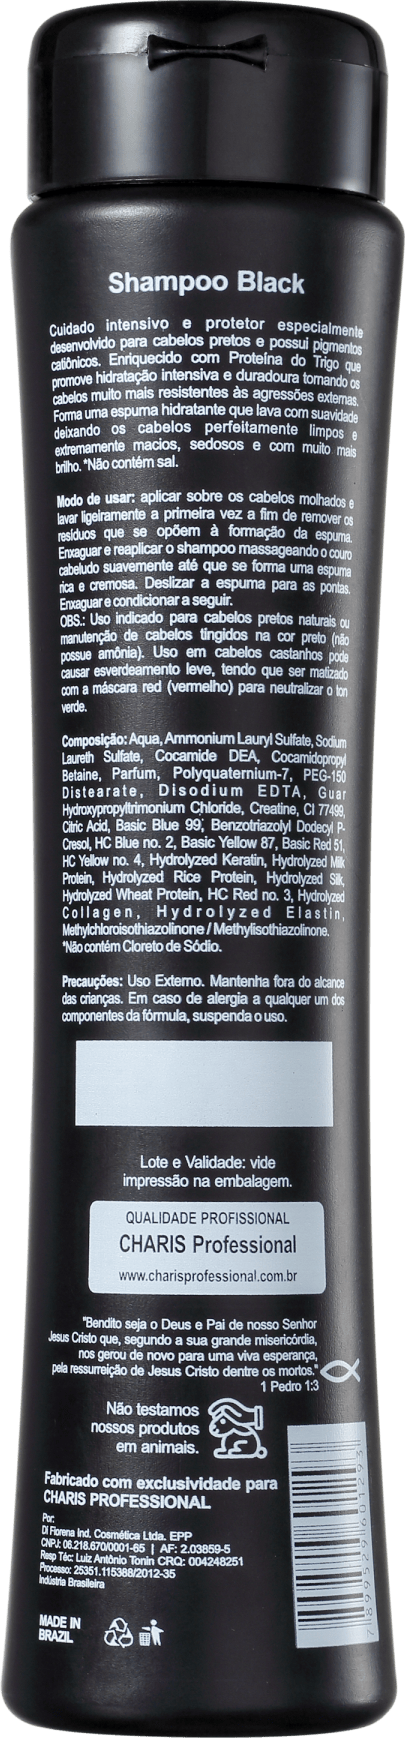 Shampoo Black
Cuidado intensivo e protetor especialmente
desenvolvido para cabelos pretos e possui pigmentos
catiônicos. Enriquecido com Proteína do Trigo que
promove hidratação intensiva e duradoura tornando os
cabelos muito mais resistentes às agressões externas.
Forma uma espuma hidratante que lava com suavidade
deixando os cabelos perfeitamente limpos e
extremamente macios, sedosos e com muito mais
brilho. *Não contém sal.
Modo de usar: aplicar sobre os cabelos molhados e
lavar ligeiramente a primeira vez a fim de remover os
resíduos que se opõem à formação da espuma.
Enxaguar e reaplicar o shampoo massageando o couro
cabeludo suavemente até que se forma uma espuma
rica e cremosa. Deslizar a espuma para as pontas.
Enxaguar e condicionar a seguir.
OBS.: Uso indicado para cabelos pretos naturais ou
manutenção de cabelos tingidos na cor preto (não
possue amônia). Uso em cabelos castanhos pode
causar esverdeamento leve, tendo que ser matizado
com a máscara red (vermelho) para neutralizar o ton
verde.
Composição: Aqua, Ammonium Lauryl Sulfate, Sodium
Laureth Sulfate, Cocamide DEA, Cocamidopropyl
Betaine, Parfum, Polyquaternium-7, PEG-150
Distearate, Disodium EDTA, Guar
Hydroxypropyltrimonium Chloride, Creatine, CI 77499,
Citric Acid, Basic Blue 99, Benzotriazolyl Dodecyl P-
Cresol, HC Blue no. 2, Basic Yellow 87, Basic Red 51,
HC Yellow no. 4, Hydrolyzed Keratin, Hydrolyzed Milk
Protein, Hydrolyzed Rice Protein, Hydrolyzed Silk,
Hydrolyzed Wheat Protein, HC Red no. 3, Hydrolyzed
Collagen, Hydrolyzed Elastin,
Methylchloroisothiazolinone / Methylisothiazolinone.
*Não contém Cloreto de Sódio.
Precauções: Uso Externo. Mantenha fora do alcance
das crianças. Em caso de alergia a qualquer um dos
componentes da fórmula, suspenda o uso.
Lote e Validade: vide
impressão na embalagem.
QUALIDADE PROFISSIONAL
CHARIS Professional
www.charisprofessional.com.br
"Bendito seja o Deus e Pai de nosso Senhor
Jesus Cristo que, segundo a sua grande misericórdia,
nos gerou de novo para uma viva esperança,
pela ressurreição de Jesus Cristo dentre os mortos."
1 Pedro 1:3
Não testamos
nossos produtos
em animais.
Fabricado com exclusividade para
CHARIS PROFESSIONAL
Por:
Di Fiorena Ind. Cosmética Ltda. EPP
CNPJ: 06.218.670/0001-65 | AF: 2.03859-5
Resp Téc: Luiz Antônio Tonin CRQ: 004248251
Processo: 25351.115388/2012-35
Indústria Brasileira
MADE IN
BRAZIL